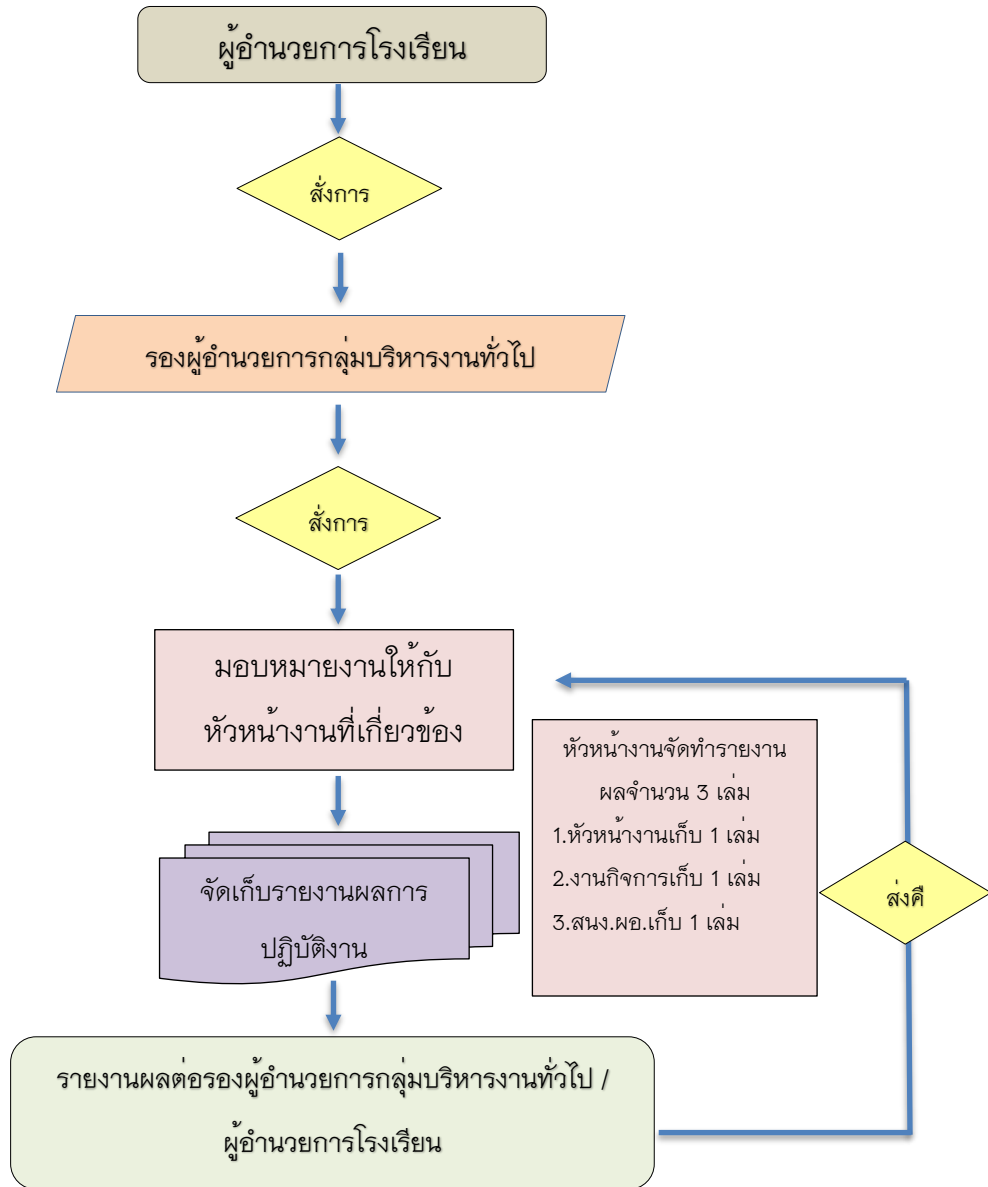 ผู้อำนวยการโรงเรียน
สั่งการ
รองผู้อำนวยการกลุ่มบริหารงานทั่วไป
สั่งการ
มอบหมายงานให้กับ
หัวหน้างานที่เกี่ยวข้อง
หัวหน้างานจัดทำรายงาน
ผลจำนวน 3 เล่ม
1.หัวหน้างานเก็บ 1 เล่ม
2.งานกิจการเก็บ 1 เล่ม
3.สนง.ผอ.เก็บ 1 เล่ม
ส่งคื
จัดเก็บรายงานผลการ
ปฏิบัติงาน
รายงานผลต่อรองผู้อำนวยการกลุ่มบริหารงานทั่วไป /
ผู้อำนวยการโรงเรียน